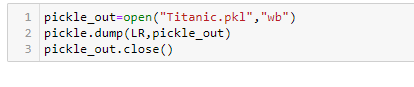 1 pickle_out=open("Titanic.pkl","wb")
2 pickle.dump(LR,pickle_out)
3 pickle_out.close()